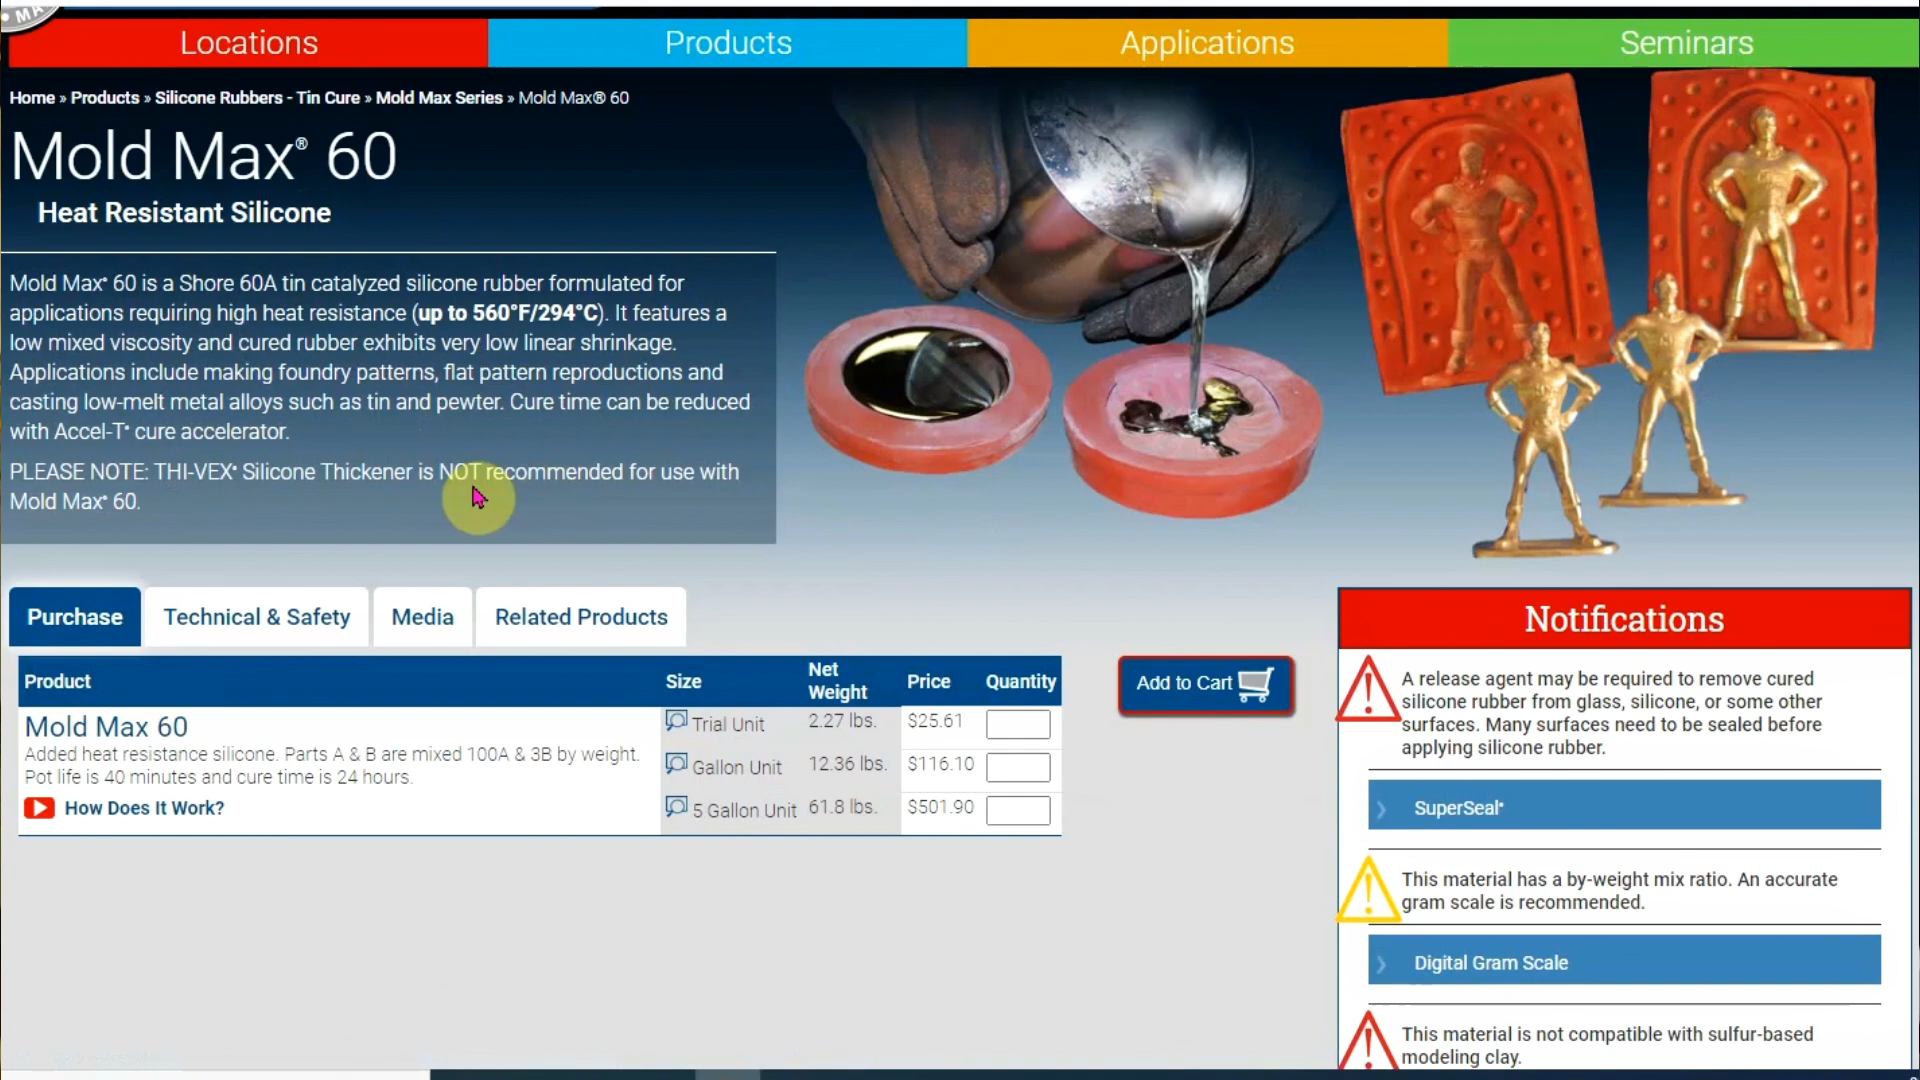 MA
Locations
Products
Applications
Seminars
Home » Products » Silicone Rubbers - Tin Cure » Mold Max Series » Mold Max® 60
Mold Max® 60
Heat Resistant Silicone
Mold Max® 60 is a Shore 60A tin catalyzed silicone rubber formulated for
applications requiring high heat resistance (up to 560°F/294°C). It features a
low mixed viscosity and cured rubber exhibits very low linear shrinkage.
Applications include making foundry patterns, flat pattern reproductions and
casting low-melt metal alloys such as tin and pewter. Cure time can be reduced
with Accel-T® cure accelerator.
PLEASE NOTE: THI-VEX® Silicone Thickener is NOT recommended for use with
Mold Max® 60.
Purchase
Technical & Safety
Media
Related Products
Product
Size
Net
Weight
Price
Quantity
Mold Max 60
Added heat resistance silicone. Parts A & B are mixed 100A & 3B by weight.
Pot life is 40 minutes and cure time is 24 hours.
How Does It Work?
Trial Unit 2.27 lbs. $25.61
Gallon Unit 12.36 lbs. $116.10
5 Gallon Unit 61.8 lbs. $501.90
Add to Cart
Notifications
A release agent may be required to remove cured
silicone rubber from glass, silicone, or some other
surfaces. Many surfaces need to be sealed before
applying silicone rubber.
SuperSeal®
This material has a by-weight mix ratio. An accurate
gram scale is recommended.
Digital Gram Scale
This material is not compatible with sulfur-based
modeling clay.